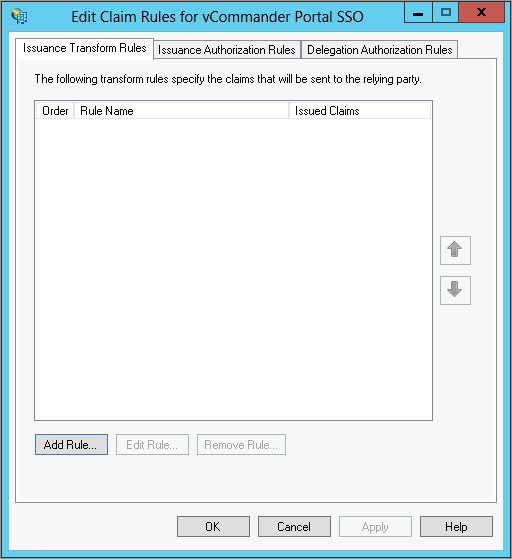 Edit Claim Rules for vCommander Portal SSO
Issuance Transform Rules Issuance Authorization Rules Delegation Authorization Rules
The following transform rules specify the claims that will be sent to the relying party.
Order Rule Name Issued Claims
Add Rule... Edit Rule... Remove Rule...
OK Cancel Apply Help